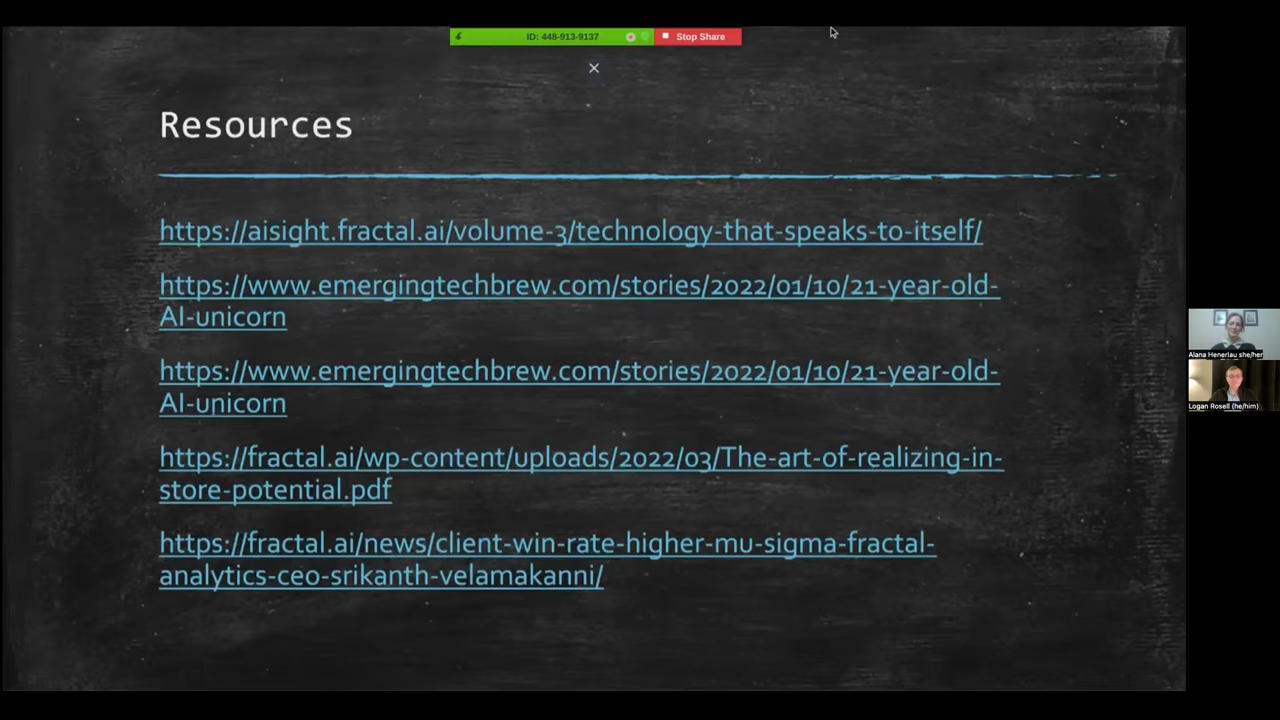 ID: 448-913-9137
Stop Share
Resources
https://aisight.fractal.ai/volume-3/technology-that-speaks-to-itself/
https://www.emergingtechbrew.com/stories/2022/01/10/21-year-old-
AI-unicorn
https://www.emergingtechbrew.com/stories/2022/01/10/21-year-old-
AI-unicorn
https://fractal.ai/wp-content/uploads/2022/03/The-art-of-realizing-in-
store-potential.pdf
https://fractal.ai/news/client-win-rate-higher-mu-sigma-fractal-
analytics-ceo-srikanth-velamakanni/
Alana Henerlau she/her
Logan Rosell (he/him)